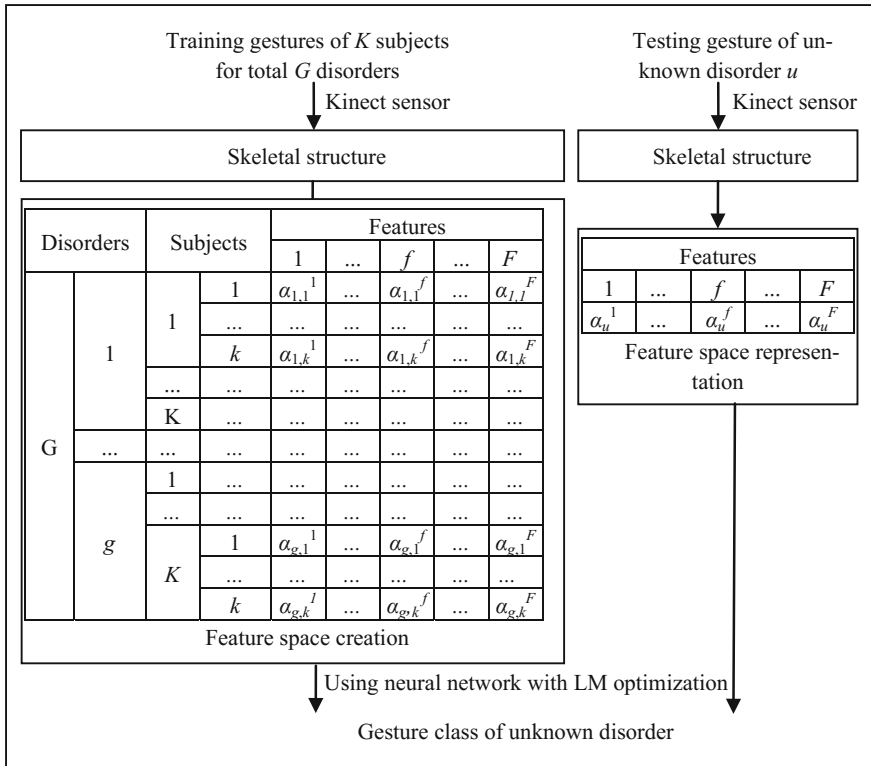 Training gestures of K subjects
for total G disorders
Kinect sensor
Skeletal structure
Disorders Subjects Features
1 ... f ... F
G 1 1 1 α1,1^1 ... α1,1^f ... α1,1^F
... ... ... ... ... ...
k α1,k^1 ... α1,k^f ... α1,k^F
... ... ... ... ... ... ...
K ... ... ... ... ... ...
... ... ... ... ... ... ... ...
g 1 ... ... ... ... ... ...
... ... ... ... ... ... ...
K 1 αg,1^1 ... αg,1^f ... αg,1^F
... ... ... ... ... ...
k αg,k^1 ... αg,k^f ... αg,k^F
Feature space creation
Testing gesture of un-
known disorder u
Kinect sensor
Skeletal structure
Features
1 ... f ... F
αu^1 ... αu^f ... αu^F
Feature space represen-
tation
Using neural network with LM optimization
Gesture class of unknown disorder